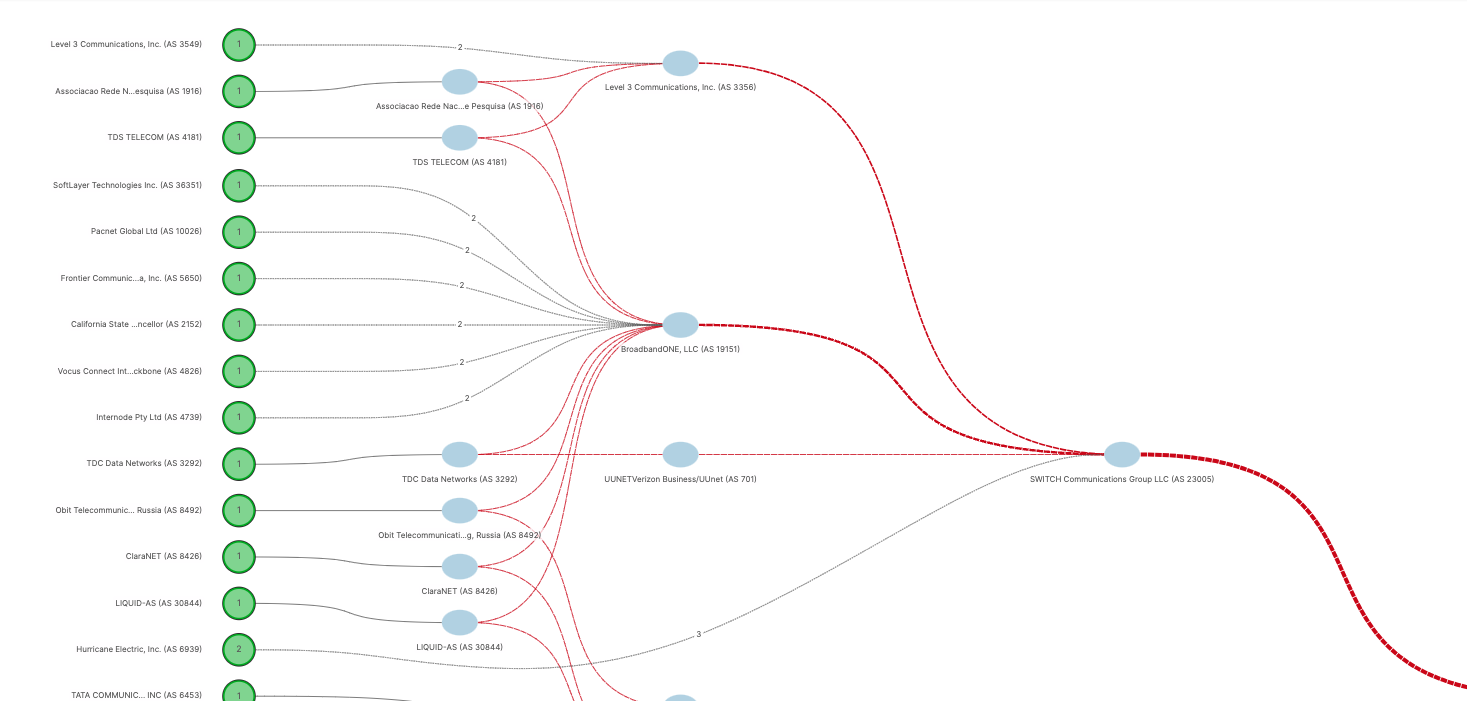 Level 3 Communications, Inc. (AS 3549)
1
2
Level 3 Communications, Inc. (AS 3356)
Associacao Rede N...esquisa (AS 1916)
1
Associacao Rede Nac...e Pesquisa (AS 1916)
TDS TELECOM (AS 4181)
1
TDS TELECOM (AS 4181)
SoftLayer Technologies Inc. (AS 36351)
1
2
Pacnet Global Ltd (AS 10026)
1
2
Frontier Communic...a, Inc. (AS 5650)
1
2
California State ...ncellor (AS 2152)
1
2
BroadbandONE, LLC (AS 19151)
Vocus Connect Int...ckbone (AS 4826)
1
2
Internode Pty Ltd (AS 4739)
1
2
TDC Data Networks (AS 3292)
1
TDC Data Networks (AS 3292)
UUNETVerizon Business/UUnet (AS 701)
SWITCH Communications Group LLC (AS 23005)
Obit Telecommunic... Russia (AS 8492)
1
Obit Telecommunicati...g, Russia (AS 8492)
ClaraNET (AS 8426)
1
ClaraNET (AS 8426)
LIQUID-AS (AS 30844)
1
LIQUID-AS (AS 30844)
Hurricane Electric, Inc. (AS 6939)
2
3
TATA COMMUNIC... INC (AS 6453)
1